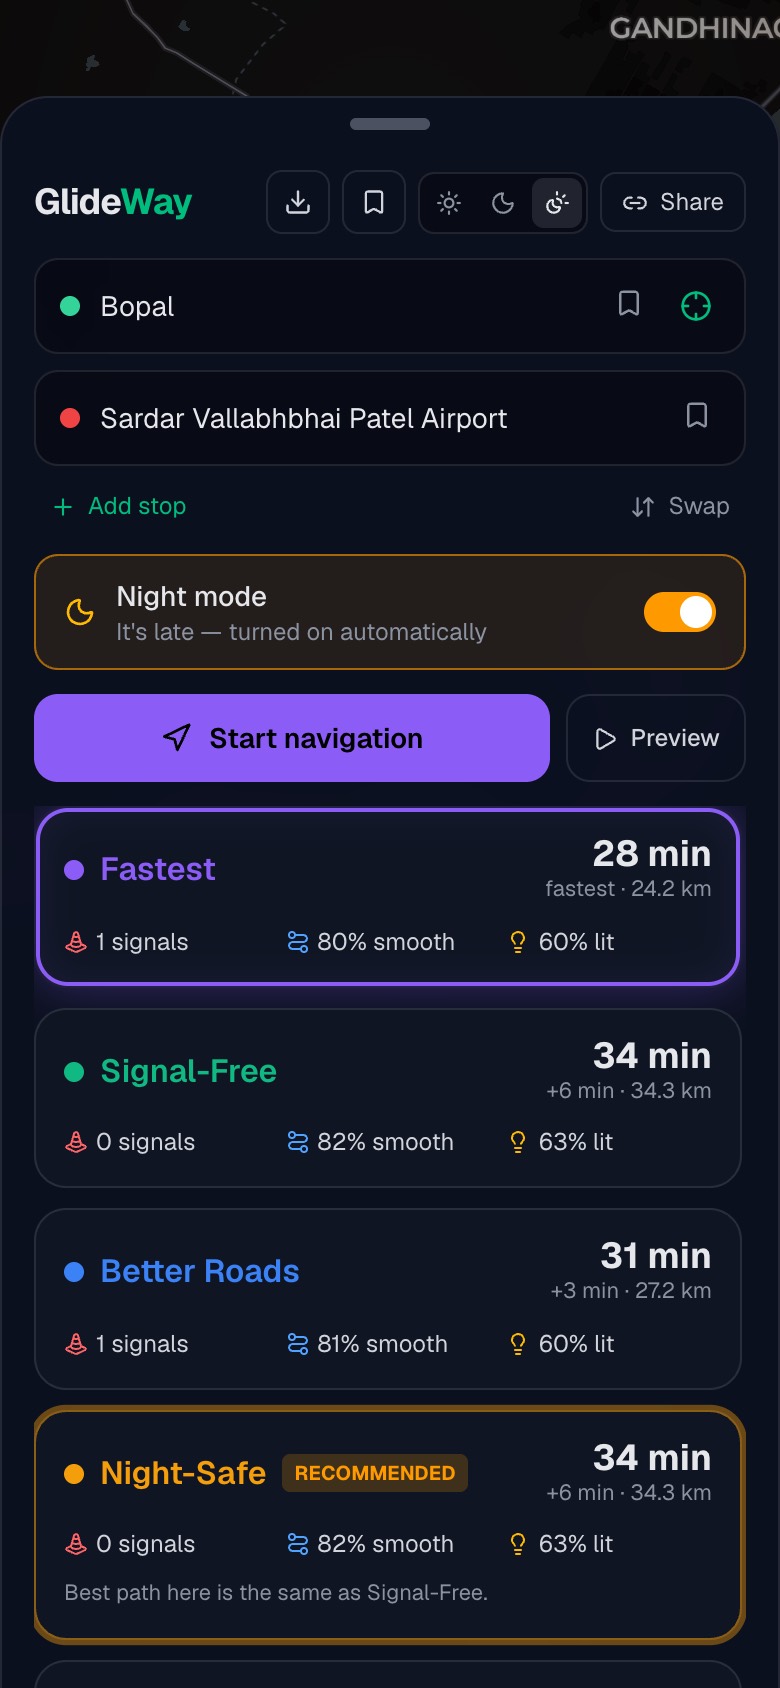 GANDHINAG
GlideWay
Share
Bopal
Sardar Vallabhbhai Patel Airport
+ Add stop
Swap
Night mode
It's late — turned on automatically
Start navigation
Preview
Fastest
28 min
fastest · 24.2 km
1 signals
80% smooth
60% lit
Signal-Free
34 min
+6 min · 34.3 km
0 signals
82% smooth
63% lit
Better Roads
31 min
+3 min · 27.2 km
1 signals
81% smooth
60% lit
Night-Safe
RECOMMENDED
34 min
+6 min · 34.3 km
0 signals
82% smooth
63% lit
Best path here is the same as Signal-Free.